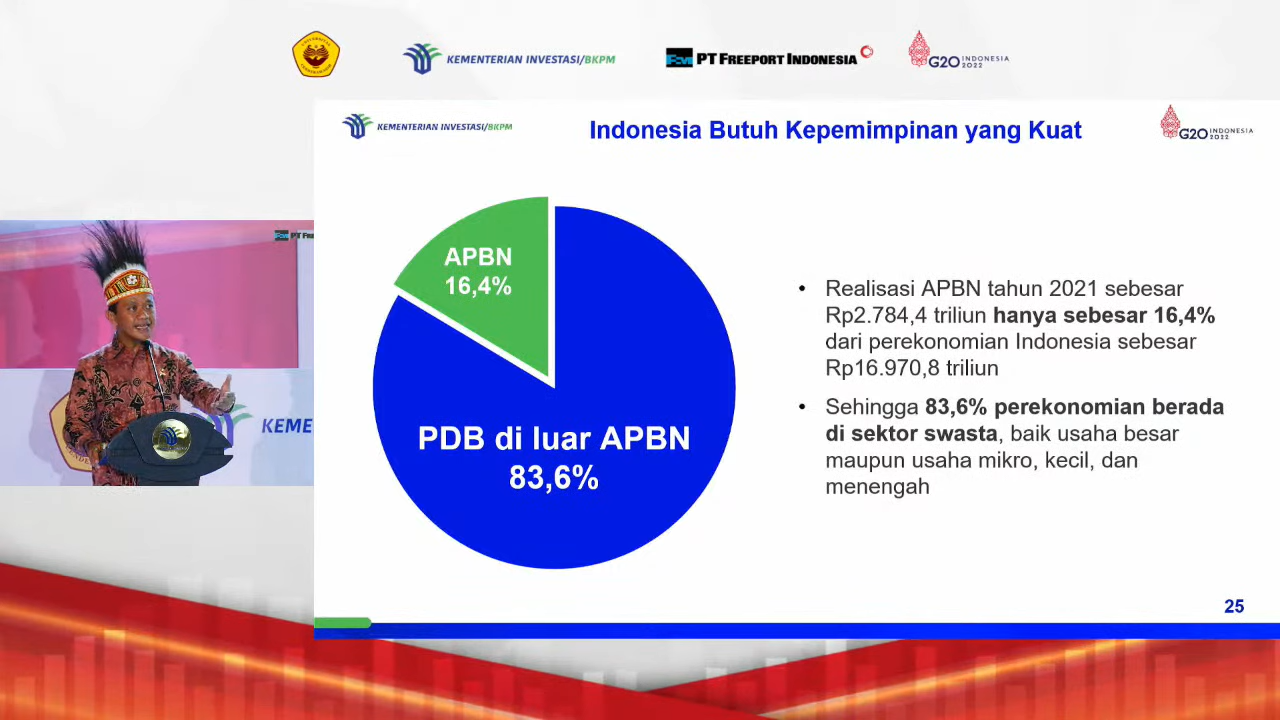 KEMENTERIAN INVESTASI/BKPM
PT FREEPORT INDONESIA
G20 INDONESIA
2022
KEMENTERIAN INVESTASI/BKPM
Indonesia Butuh Kepemimpinan yang Kuat
G20 INDONESIA
2022
APBN
16,4%
PDB di luar APBN
83,6%
• Realisasi APBN tahun 2021 sebesar
Rp2.784,4 triliun hanya sebesar 16,4%
dari perekonomian Indonesia sebesar
Rp16.970,8 triliun
• Sehingga 83,6% perekonomian berada
di sektor swasta, baik usaha besar
maupun usaha mikro, kecil, dan
menengah
25
PT
KEME